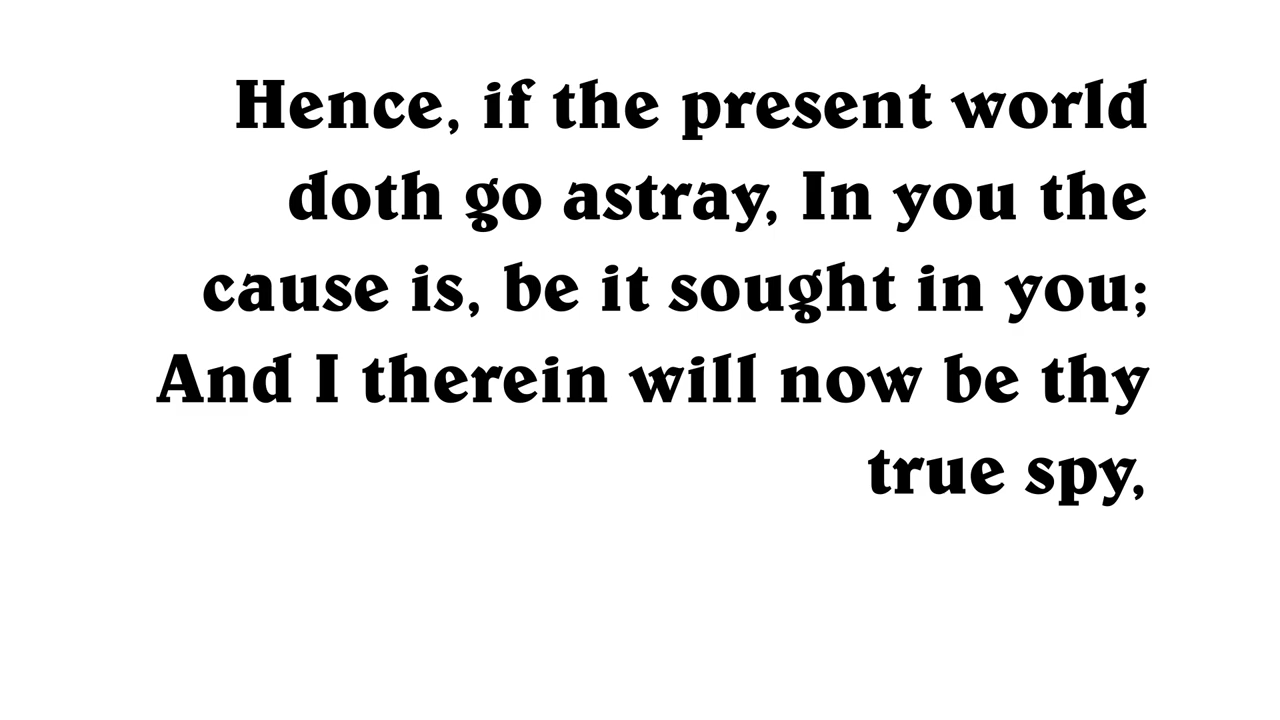 Hence, if the present world
doth go astray, In you the
cause is, be it sought in you;
And I therein will now be thy
true spy,